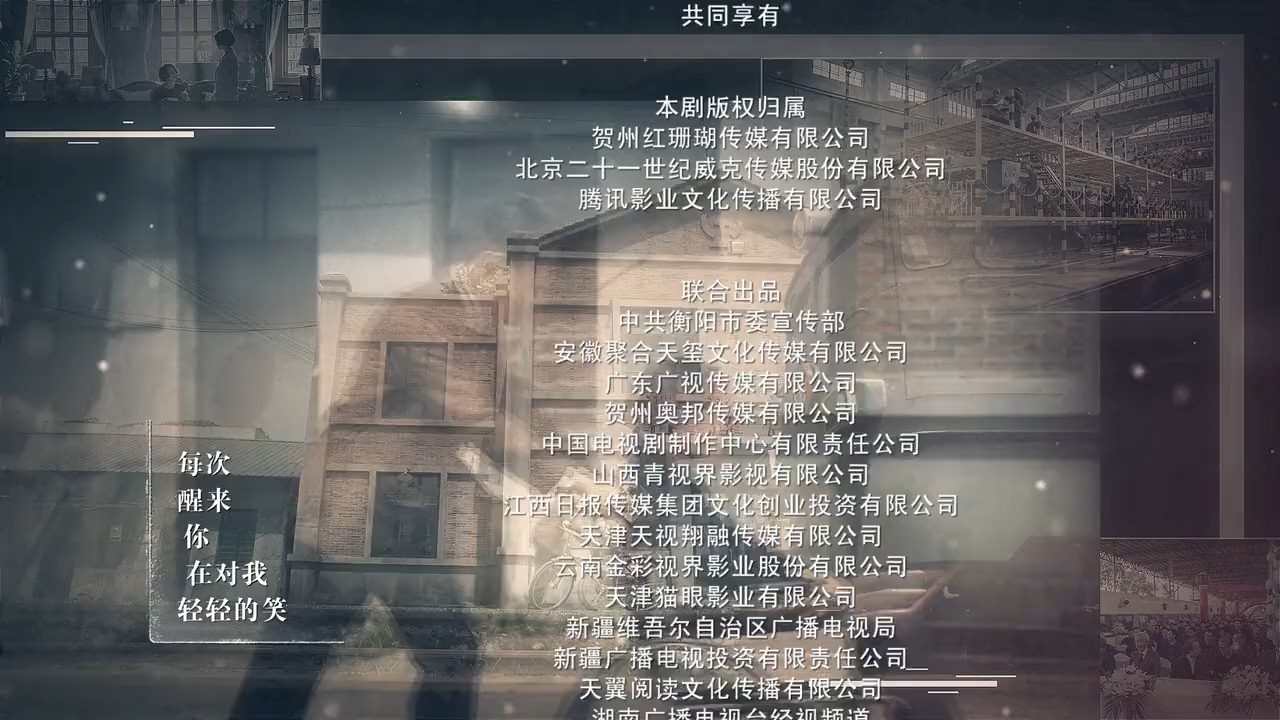 共同享有
本剧版权归属
贺州红珊瑚传媒有限公司
北京二十一世纪威克传媒股份有限公司
腾讯影业文化传播有限公司
联合出品
中共衡阳市委宣传部
安徽聚合天玺文化传媒有限公司
广东广视传媒有限公司
贺州奥邦传媒有限公司
中国电视剧制作中心有限责任公司
山西青视界影视有限公司
江西日报传媒集团文化创业投资有限公司
天津天视翔融传媒有限公司
云南金彩视界影业股份有限公司
天津猫眼影业有限公司
新疆维吾尔自治区广播电视局
新疆广播电视投资有限责任公司
天翼阅读文化传播有限公司
湖南广播电视台经视频道
每次
醒来
你
在对我
轻轻的笑